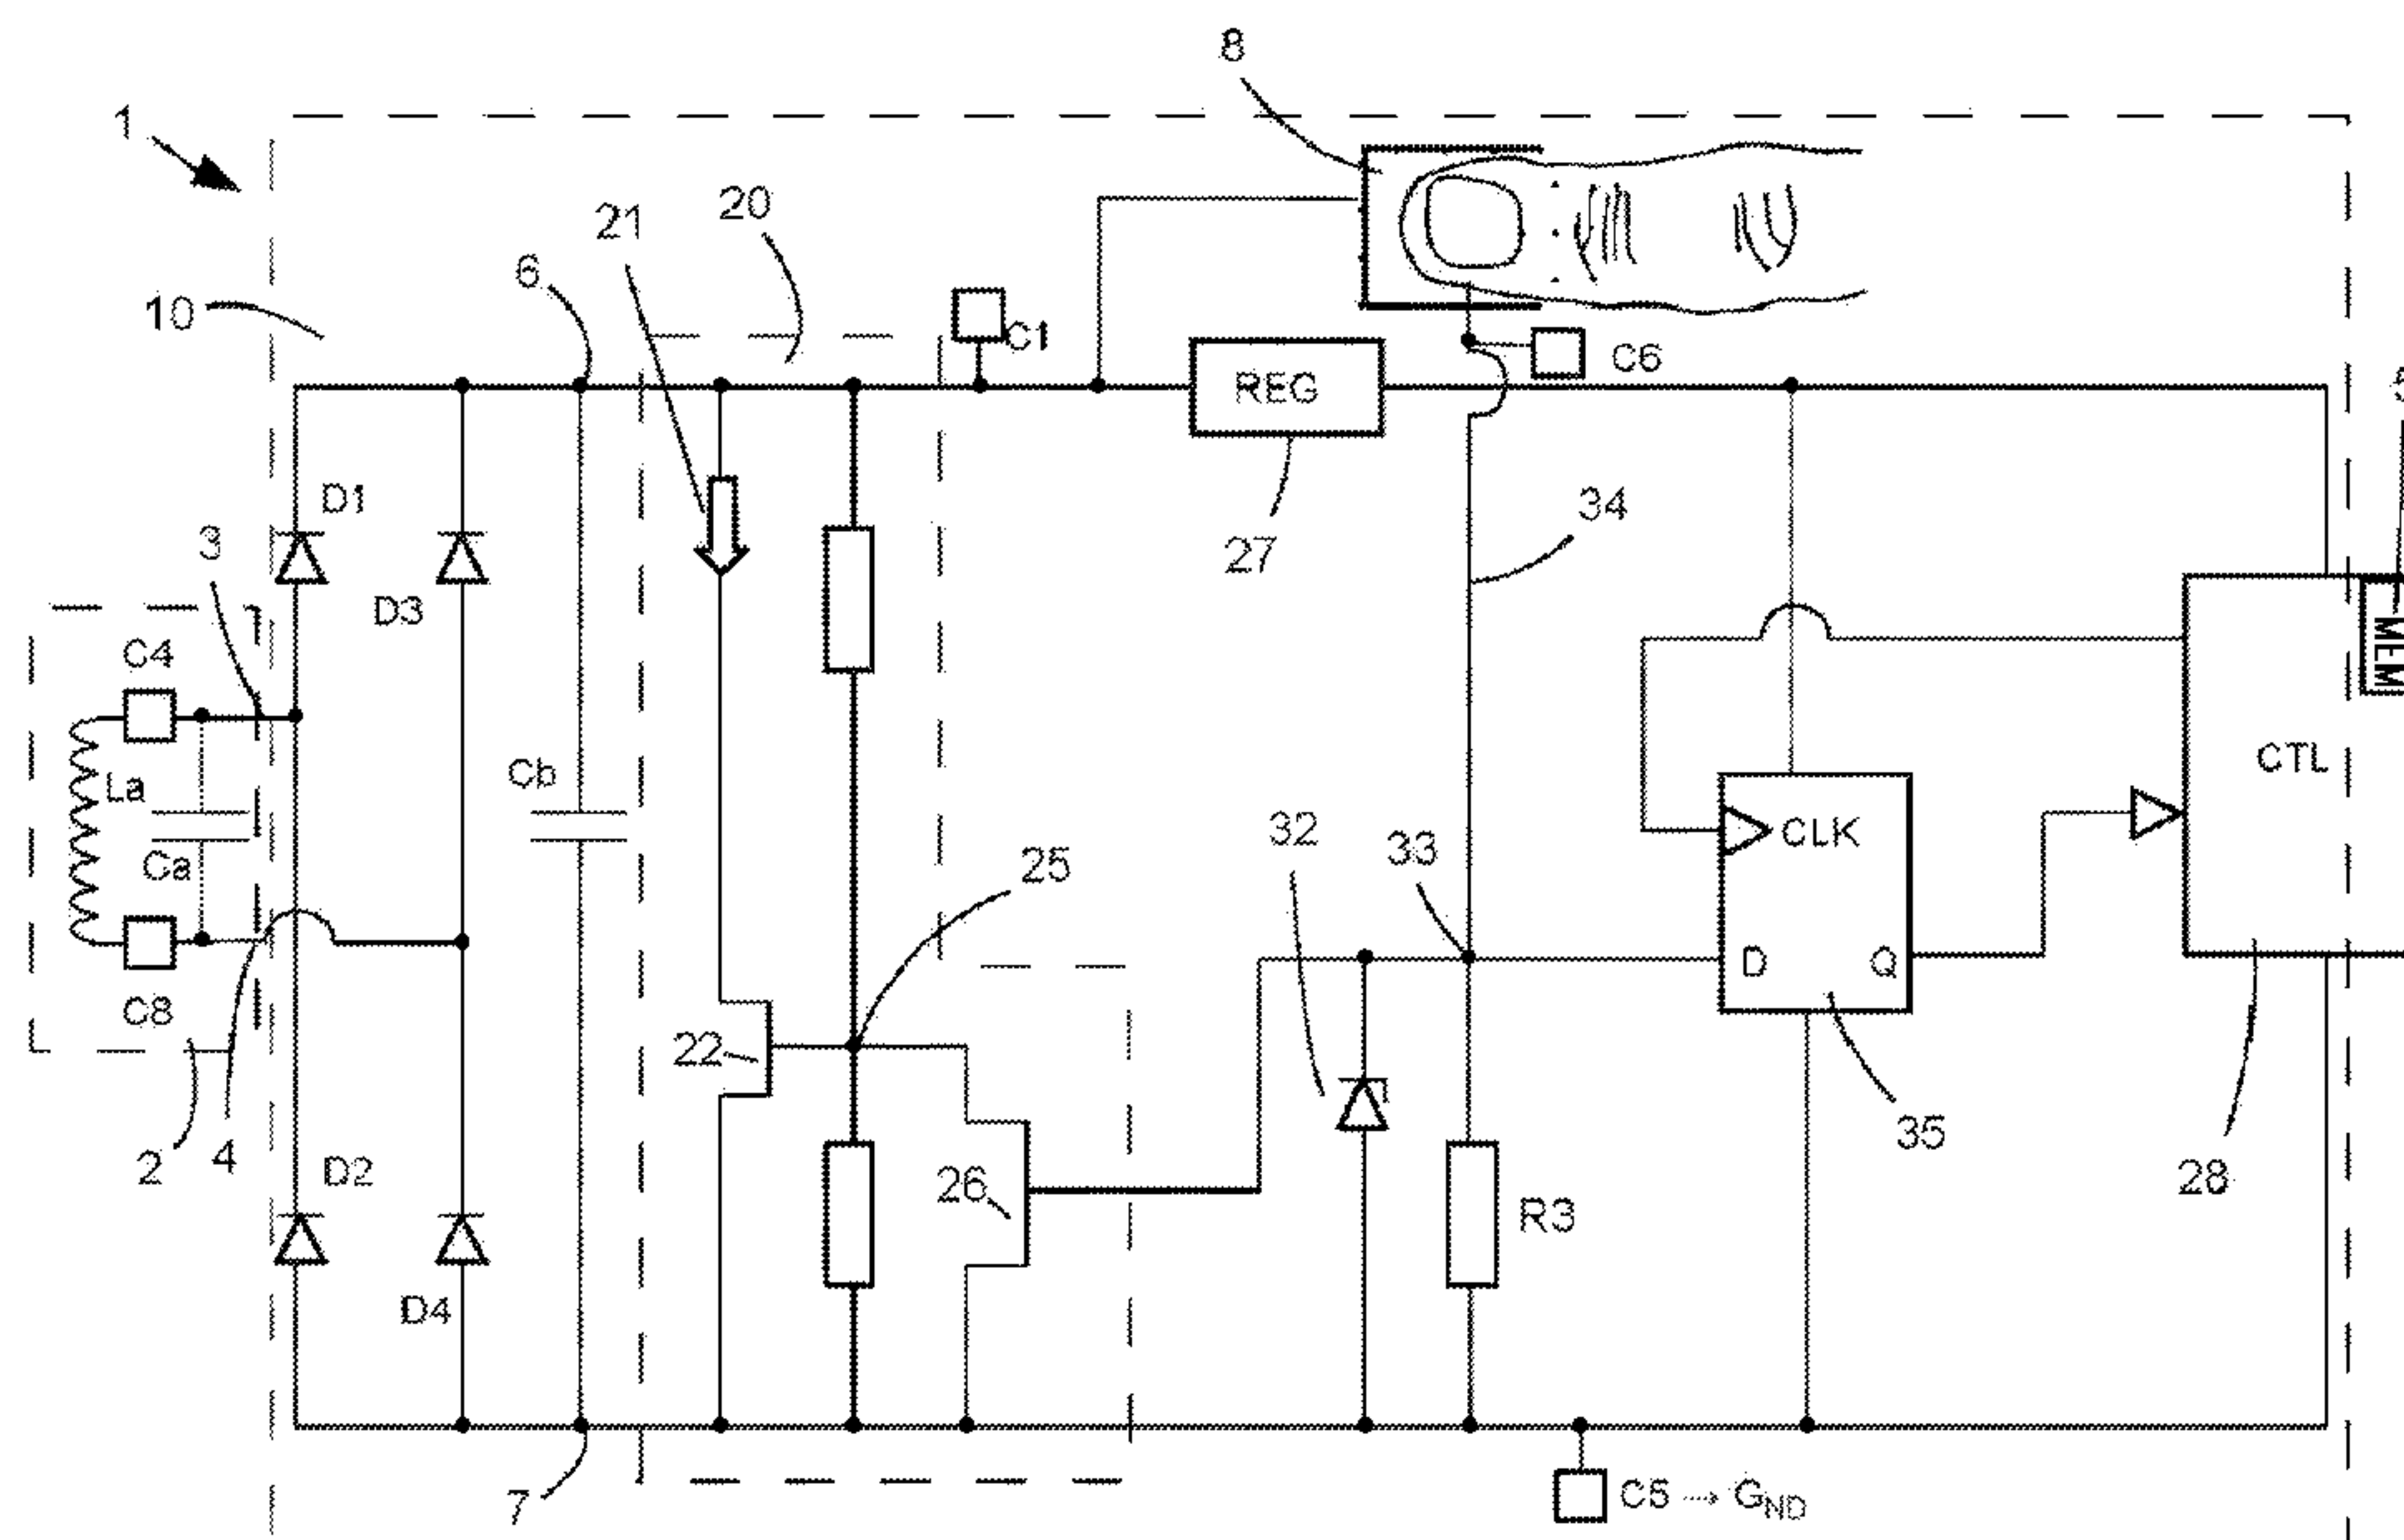 8
1
20
21
6
10
C1
C6
REG
5
D1
34
3
27
D3
C4
MEM
CTL
La
Cb
32
CLK
33
Ca
25
D
Q
C8
22
35
4
2
D2
26
28
R3
D4
7
C5 → GND